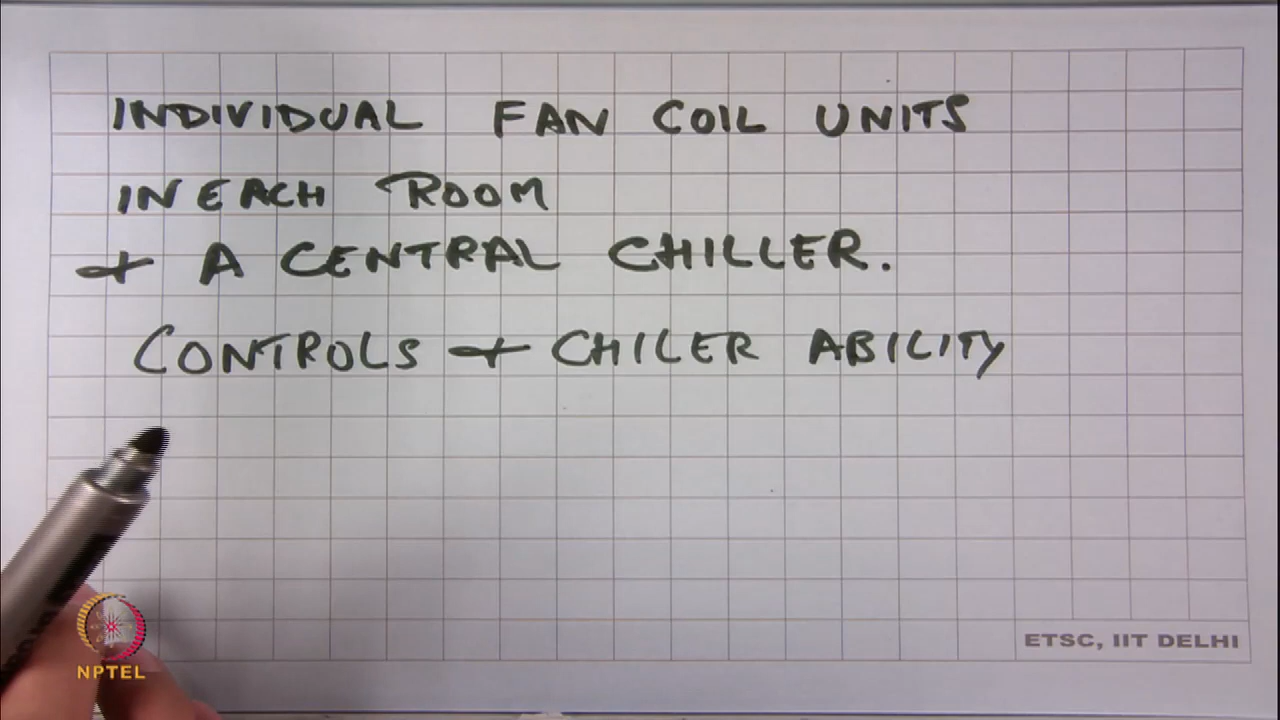 INDIVIDUAL FAN COIL UNITS
IN EACH ROOM
+ A CENTRAL CHILLER.
CONTROLS + CHILER ABILITY
ETSC, IIT DELHI
NPTEL